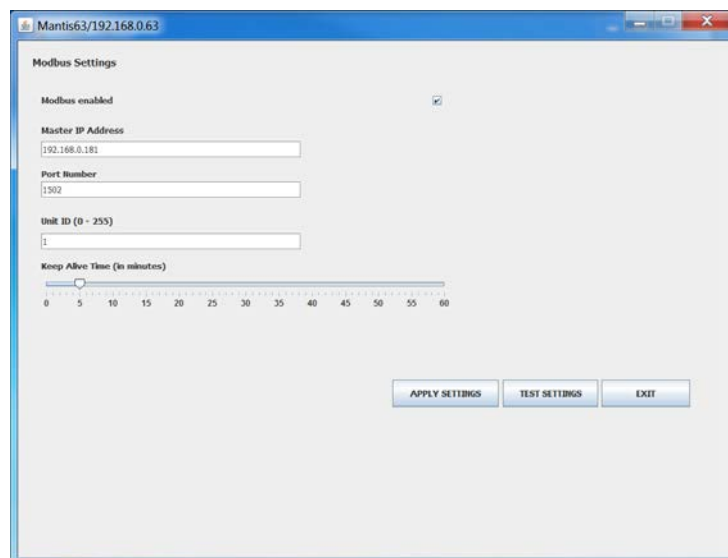 Mantis63/192.168.0.63
Modbus Settings
Modbus enabled
Master IP Address
192.168.0.181
Port Number
1502
Unit ID (0 - 255)
1
Keep Alive Time (in minutes)
0 5 10 15 20 25 30 35 40 45 50 55 60
APPLY SETTINGS TEST SETTINGS EXIT